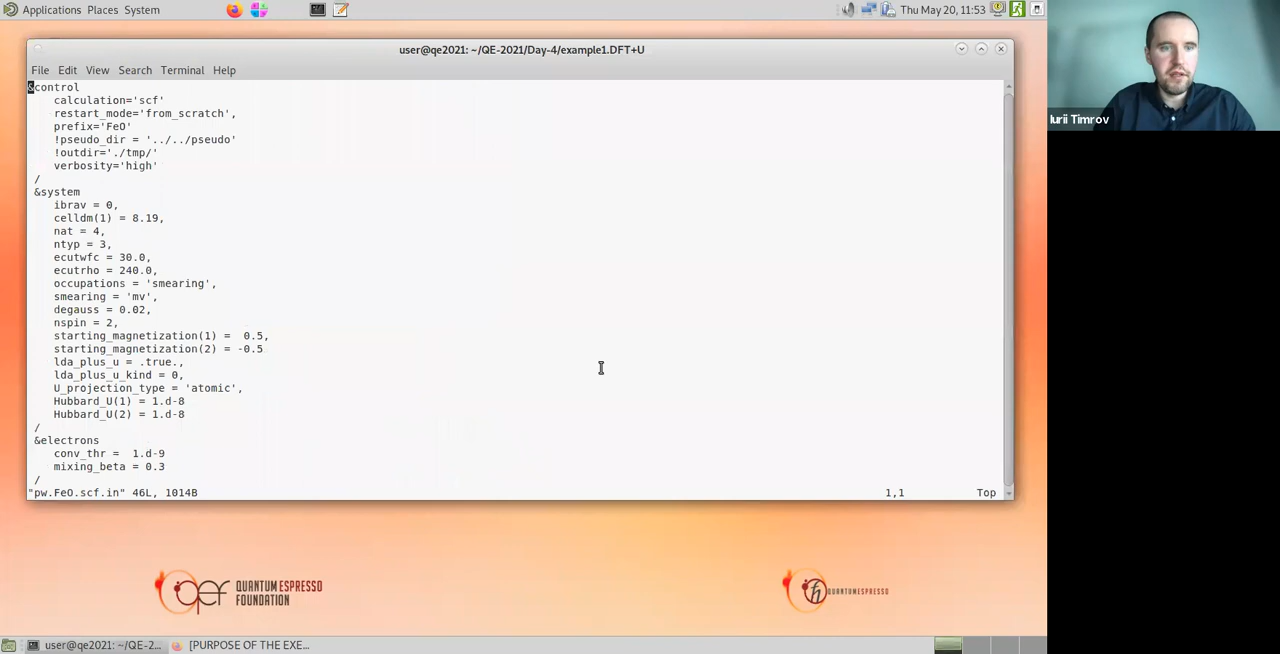 Applications Places System
Thu May 20, 11:53
user@qe2021: ~/QE-2021/Day-4/example1.DFT+U
File Edit View Search Terminal Help
&control
calculation='scf'
restart_mode='from_scratch',
prefix='FeO'
!pseudo_dir = '../../pseudo'
!outdir='./tmp/'
verbosity='high'
/
&system
ibrav = 0,
celldm(1) = 8.19,
nat = 4,
ntyp = 3,
ecutwfc = 30.0,
ecutrho = 240.0,
occupations = 'smearing',
smearing = 'mv',
degauss = 0.02,
nspin = 2,
starting_magnetization(1) =  0.5,
starting_magnetization(2) = -0.5
lda_plus_u = .true.,
lda_plus_u_kind = 0,
U_projection_type = 'atomic',
Hubbard_U(1) = 1.d-8
Hubbard_U(2) = 1.d-8
/
&electrons
conv_thr =  1.d-9
mixing_beta = 0.3
/
"pw.FeO.scf.in" 46L, 1014B 1,1 Top
Iurii Timrov
QUANTUM ESPRESSO
FOUNDATION
QUANTUM ESPRESSO
user@qe2021: ~/QE-2... [PURPOSE OF THE EXE...